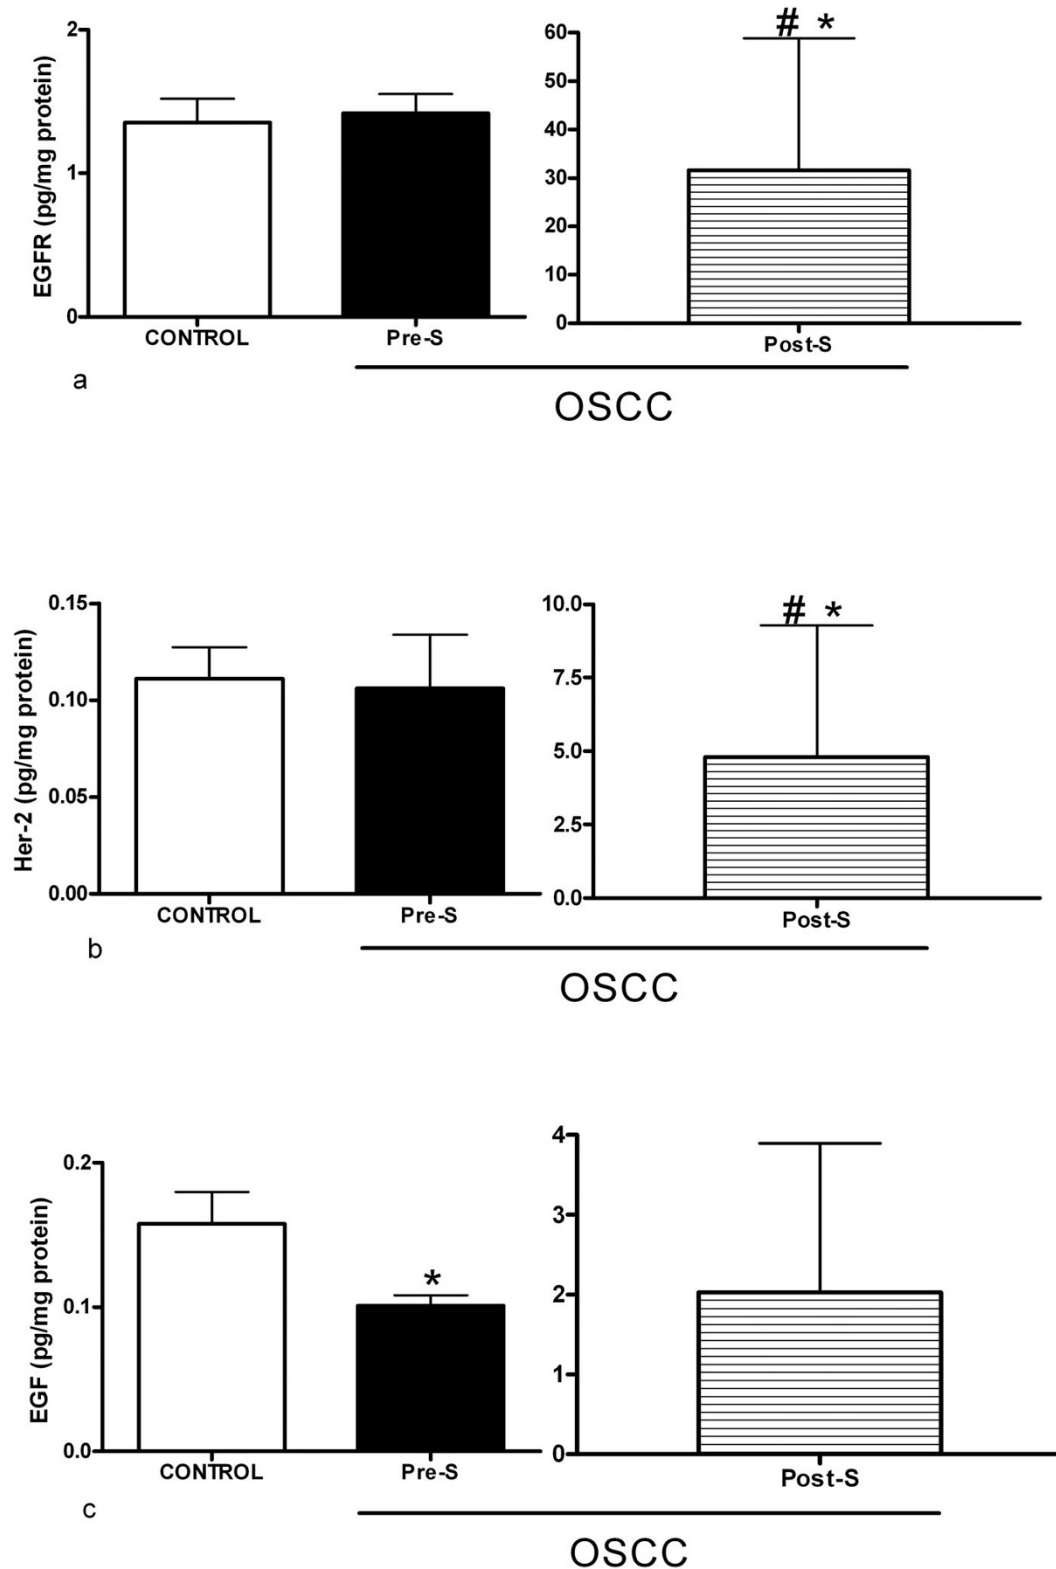 EGFR (pg/mg protein)
2
1
0
CONTROL
Pre-S
# *
60
50
40
30
20
10
0
Post-S
a
OSCC
Her-2 (pg/mg protein)
0.15
0.10
0.05
0.00
CONTROL
Pre-S
# *
10.0
7.5
5.0
2.5
0.0
Post-S
b
OSCC
EGF (pg/mg protein)
0.2
0.1
0.0
*
CONTROL
Pre-S
4
3
2
1
0
Post-S
c
OSCC